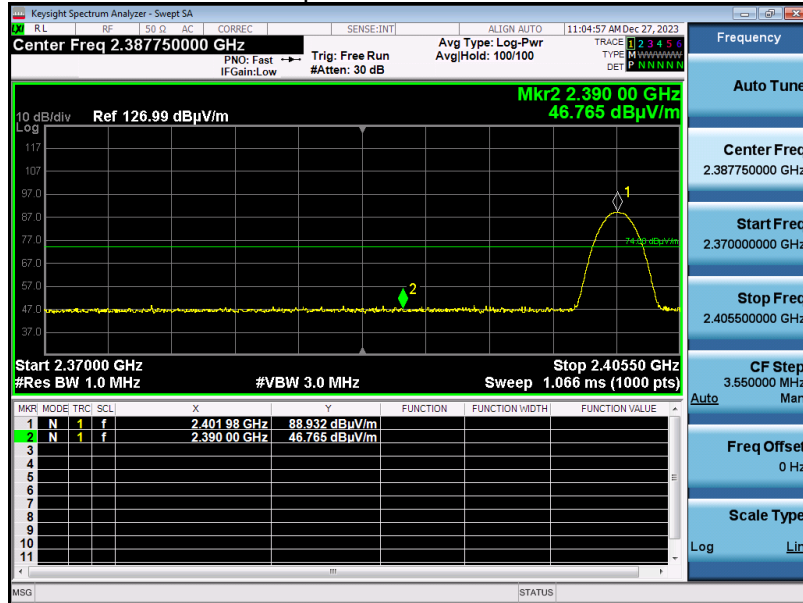 Keysight Spectrum Analyzer - Swept SA
LXI RL RF 50 Ω AC CORREC SENSE:INT ALIGN AUTO 11:04:57 AM Dec 27, 2023
Center Freq 2.387750000 GHz
PNO: Fast
IFGain:Low
Trig: Free Run
#Atten: 30 dB
Avg Type: Log-Pwr
Avg|Hold: 100/100
TRACE 1 2 3 4 5 6
TYPE M WWWWW
DET P N N N N N
Mkr2 2.390 00 GHz
46.765 dBµV/m
10 dB/div Ref 126.99 dBµV/m
Log
117
107
97.0
87.0
77.0
67.0
57.0
47.0
37.0
1
74.00 dBµV/m
2
Start 2.37000 GHz Stop 2.40550 GHz
#Res BW 1.0 MHz #VBW 3.0 MHz Sweep 1.066 ms (1000 pts)
MKR MODE TRC SCL X Y FUNCTION FUNCTION WIDTH FUNCTION VALUE
1 N 1 f 2.401 98 GHz 88.932 dBµV/m
2 N 1 f 2.390 00 GHz 46.765 dBµV/m
3
4
5
6
7
8
9
10
11
MSG STATUS
Frequency
Auto Tune
Center Freq
2.387750000 GHz
Start Freq
2.370000000 GHz
Stop Freq
2.405500000 GHz
CF Step
3.550000 MHz
Auto Man
Freq Offset
0 Hz
Scale Type
Log Lin